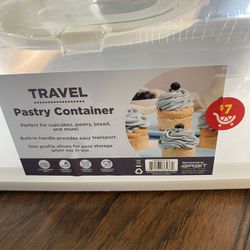 TRAVEL
Pastry Container
Perfect for cupcakes, pastry, bread,
and more!
Built-in handle provides easy transport.
Slim profile allows for easy storage
when not in use.
$7